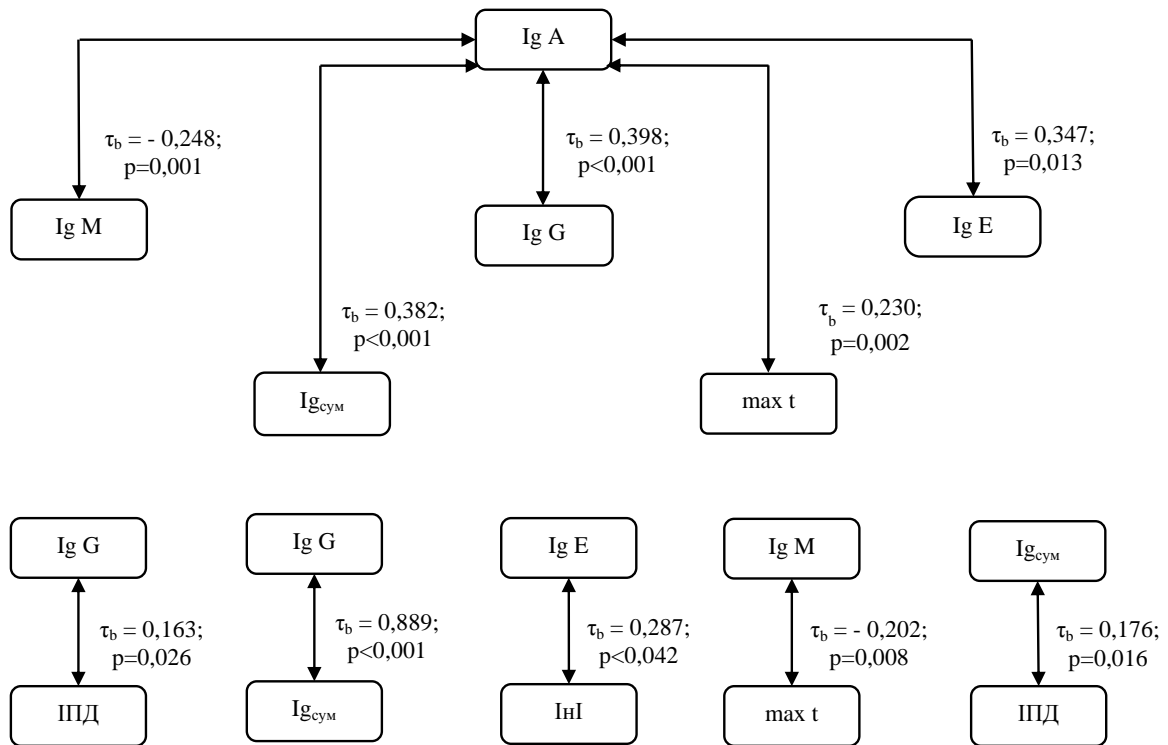 Ig A
τb = - 0,248;
p=0,001
τb = 0,398;
p<0,001
τb = 0,347;
p=0,013
Ig M
Ig G
Ig E
τb = 0,382;
p<0,001
τb = 0,230;
p=0,002
Igсум
max t
Ig G
Ig G
Ig E
Ig M
Igсум
τb = 0,163;
p=0,026
τb = 0,889;
p<0,001
τb = 0,287;
p<0,042
τb = - 0,202;
p=0,008
τb = 0,176;
p=0,016
ІПД
Igсум
ІнІ
max t
ІПД